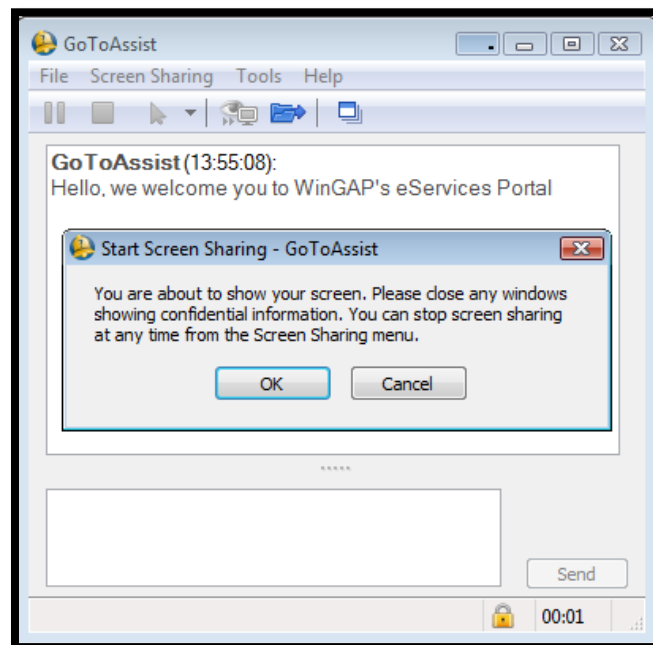 GoToAssist
File Screen Sharing Tools Help
GoToAssist (13:55:08):
Hello, we welcome you to WinGAP's eServices Portal
Start Screen Sharing - GoToAssist
You are about to show your screen. Please close any windows
showing confidential information. You can stop screen sharing
at any time from the Screen Sharing menu.
OK Cancel
Send
00:01